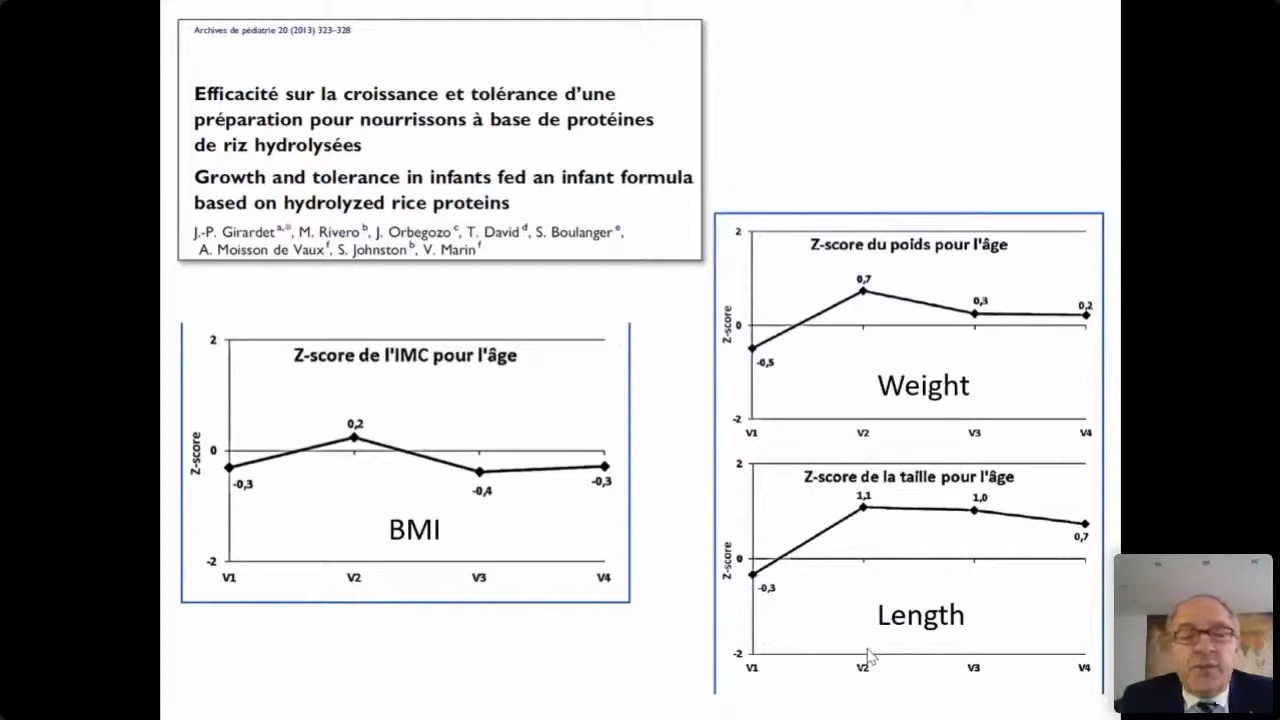 Archives de pédiatrie 20 (2013) 323–328
Efficacité sur la croissance et tolérance d'une
préparation pour nourrissons à base de protéines
de riz hydrolysées
Growth and tolerance in infants fed an infant formula
based on hydrolyzed rice proteins
J.-P. Girardet a,*, M. Rivero b, J. Orbegozo c, T. David d, S. Boulanger e,
A. Moisson de Vaux f, S. Johnston b, V. Marin f
Z-score de l'IMC pour l'âge
2
0
-2
Z-score
-0,3
0,2
-0,4
-0,3
BMI
V1
V2
V3
V4
Z-score du poids pour l'âge
2
0
-2
Z-score
-0,5
0,7
0,3
0,2
Weight
V1
V2
V3
V4
Z-score de la taille pour l'âge
2
0
-2
Z-score
-0,3
1,1
1,0
0,7
Length
V1
V2
V3
V4